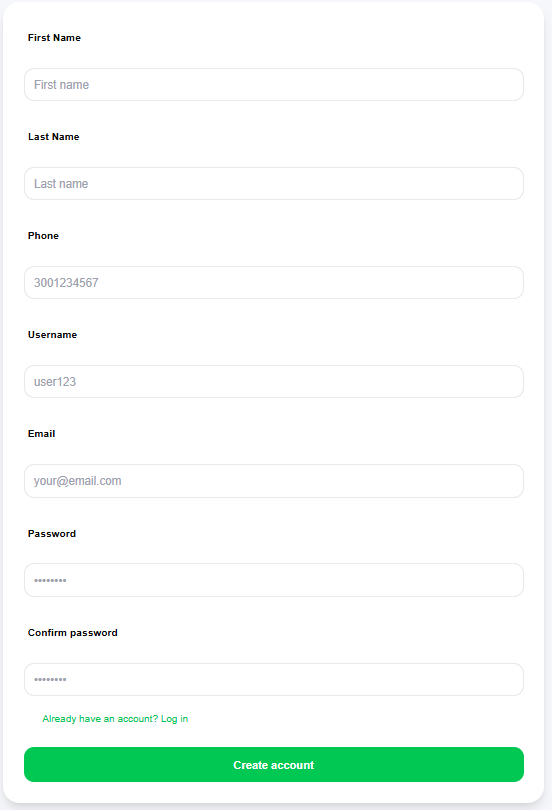 First Name
First name
Last Name
Last name
Phone
3001234567
Username
user123
Email
your@email.com
Password
••••••••
Confirm password
••••••••
Already have an account? Log in
Create account